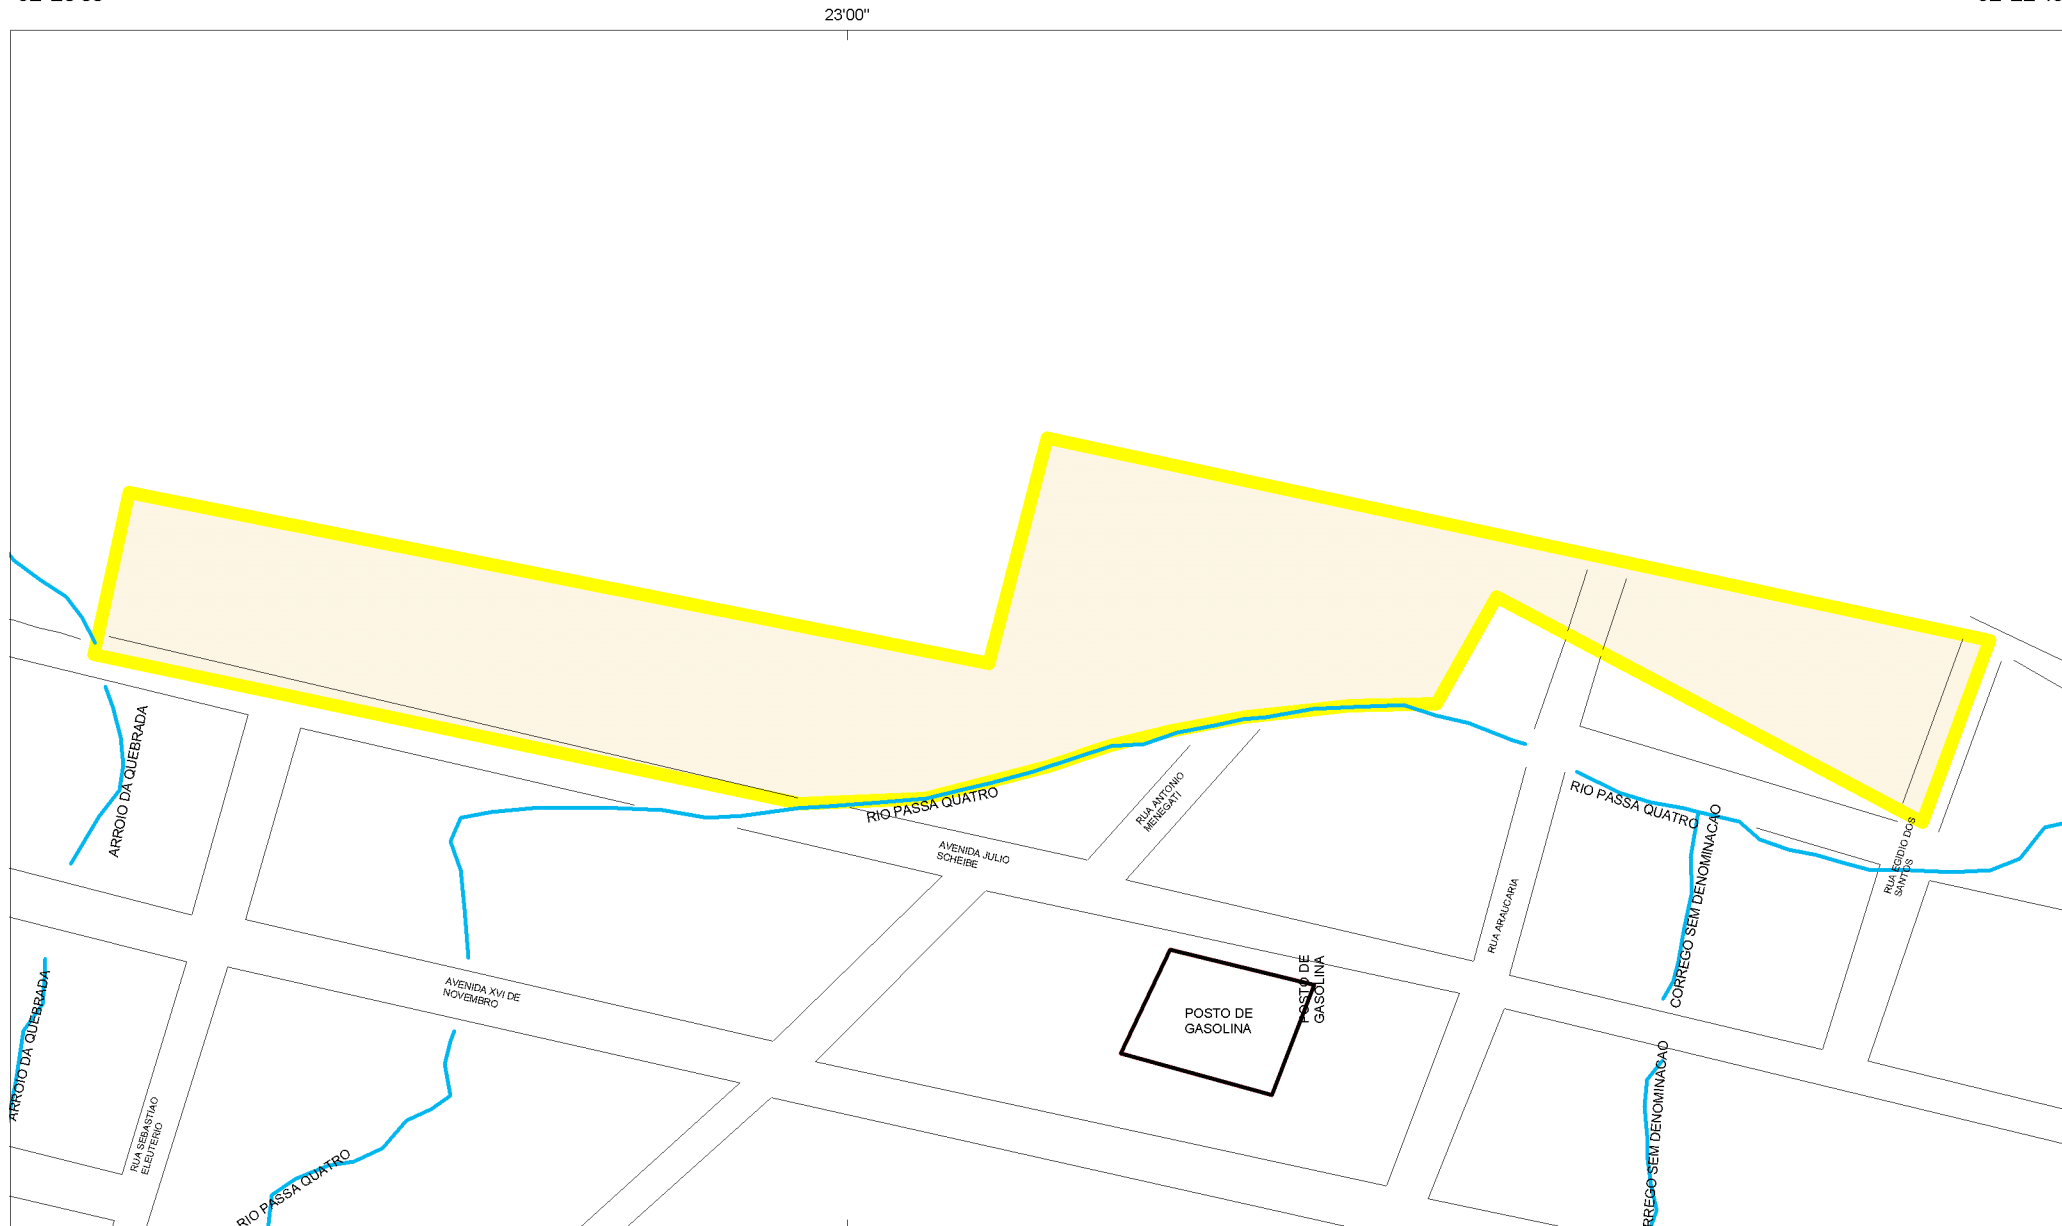 23'00"
ARROIO DA QUEBRADA
RIO PASSA QUATRO
RUA ANTONIO
MENEGATI
RIO PASSA QUATRO
AVENIDA JULIO
SCHEIBE
RUA EGIDIO DOS
SANTOS
CORREGO SEM DENOMINACAO
RUA ARAUCARIA
AVENIDA XVI DE
NOVEMBRO
POSTO DE
GASOLINA
POSTO DE
GASOLINA
ARROIO DA QUEBRADA
RUA SEBASTIAO
ELEUTERIO
RIO PASSA QUATRO
RREGO SEM DENOMINACAO